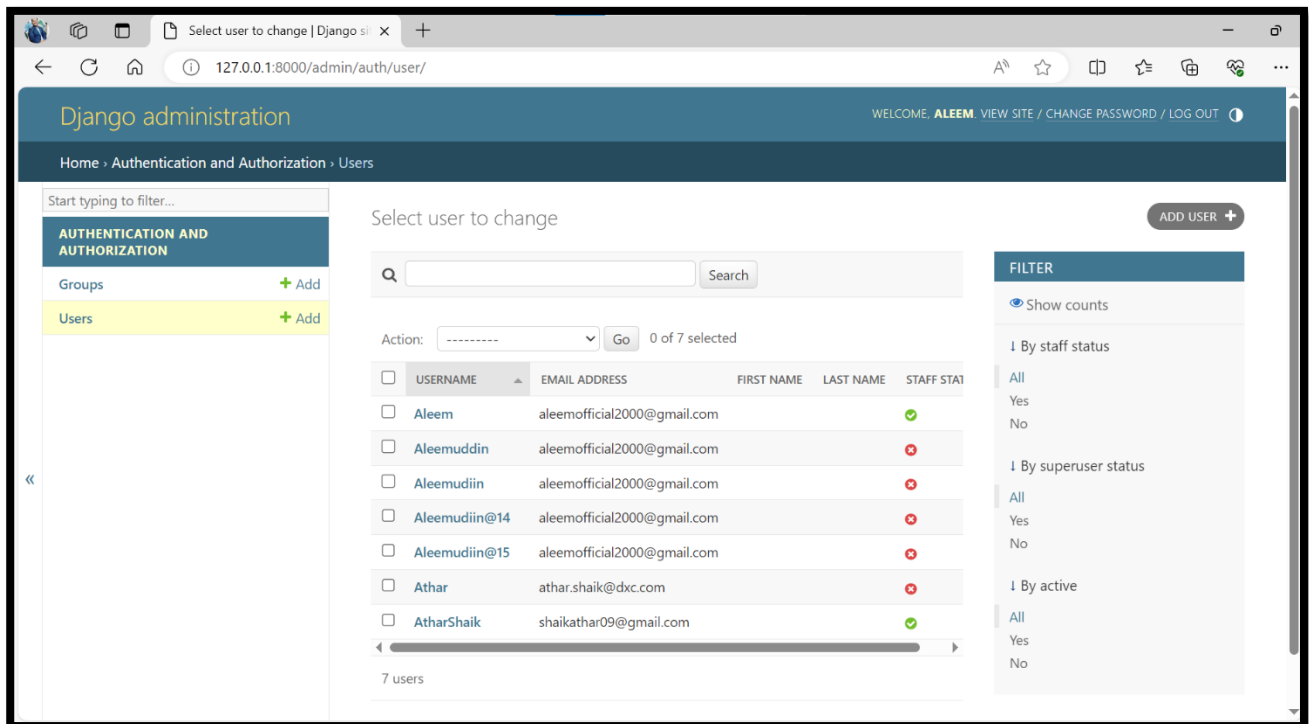 Select user to change | Django si
127.0.0.1:8000/admin/auth/user/
Django administration
WELCOME, ALEEM. VIEW SITE / CHANGE PASSWORD / LOG OUT
Home › Authentication and Authorization › Users
Start typing to filter...
AUTHENTICATION AND
AUTHORIZATION
Groups + Add
Users + Add
«
Select user to change
ADD USER +
Search
Action: --------- Go 0 of 7 selected
USERNAME EMAIL ADDRESS FIRST NAME LAST NAME STAFF STAT
Aleem aleemofficial2000@gmail.com
Aleemuddin aleemofficial2000@gmail.com
Aleemudiin aleemofficial2000@gmail.com
Aleemudiin@14 aleemofficial2000@gmail.com
Aleemudiin@15 aleemofficial2000@gmail.com
Athar athar.shaik@dxc.com
AtharShaik shaikathar09@gmail.com
7 users
FILTER
Show counts
↓ By staff status
All
Yes
No
↓ By superuser status
All
Yes
No
↓ By active
All
Yes
No